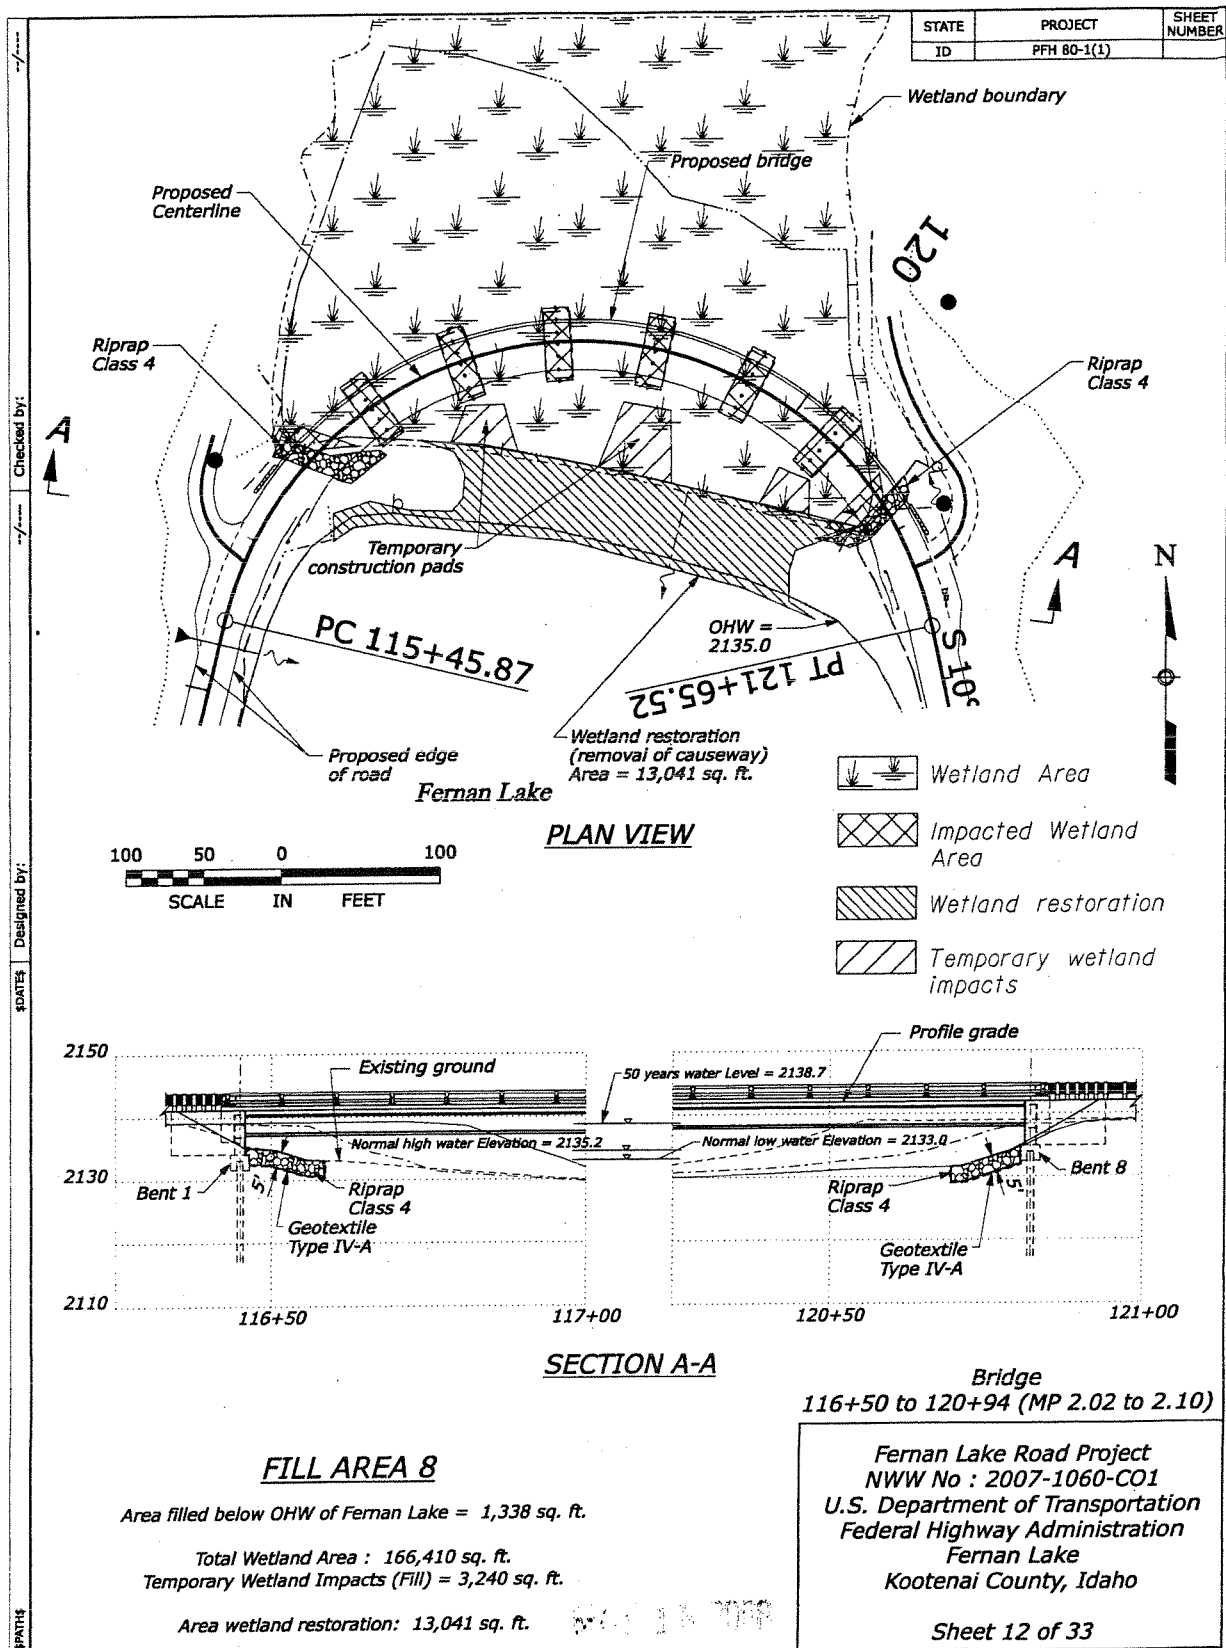 STATE PROJECT SHEET NUMBER
ID PFH 80-1(1)
Wetland boundary
Proposed bridge
Proposed
Centerline
120
Riprap
Class 4
Riprap
Class 4
A
A
N
Temporary
construction pads
PC 115+45.87
OHW =
2135.0
PT 121+65.52
Wetland restoration
(removal of causeway)
Area = 13,041 sq. ft.
Proposed edge
of road
Fernan Lake
PLAN VIEW
100 50 0 100
SCALE IN FEET
Wetland Area
Impacted Wetland
Area
Wetland restoration
Temporary wetland
impacts
Profile grade
2150
Existing ground
50 years water Level = 2138.7
Normal high water Elevation = 2135.2
Normal low water Elevation = 2133.0
2130
Bent 1
5'
Riprap
Class 4
Geotextile
Type IV-A
Riprap
Class 4
5'
Bent 8
Geotextile
Type IV-A
2110
116+50 117+00 120+50 121+00
SECTION A-A
Bridge
116+50 to 120+94 (MP 2.02 to 2.10)
FILL AREA 8
Area filled below OHW of Fernan Lake = 1,338 sq. ft.
Total Wetland Area : 166,410 sq. ft.
Temporary Wetland Impacts (Fill) = 3,240 sq. ft.
Area wetland restoration: 13,041 sq. ft.
Fernan Lake Road Project
NWW No : 2007-1060-CO1
U.S. Department of Transportation
Federal Highway Administration
Fernan Lake
Kootenai County, Idaho
Sheet 12 of 33
Checked by:
Designed by:
$DATE$
$PATH$